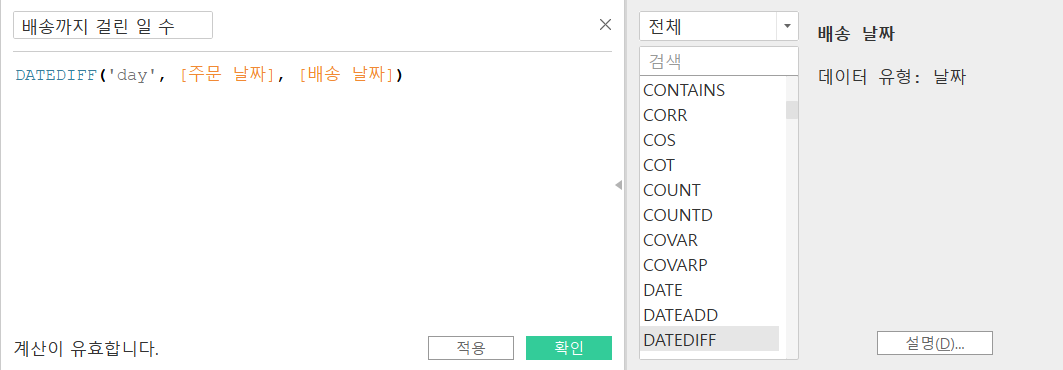 배송까지 걸린 일 수
DATEDIFF('day', [주문 날짜], [배송 날짜])
계산이 유효합니다.
적용
확인
전체
검색
CONTAINS
CORR
COS
COT
COUNT
COUNTD
COVAR
COVARP
DATE
DATEADD
DATEDIFF
배송 날짜
데이터 유형: 날짜
설명(D)...